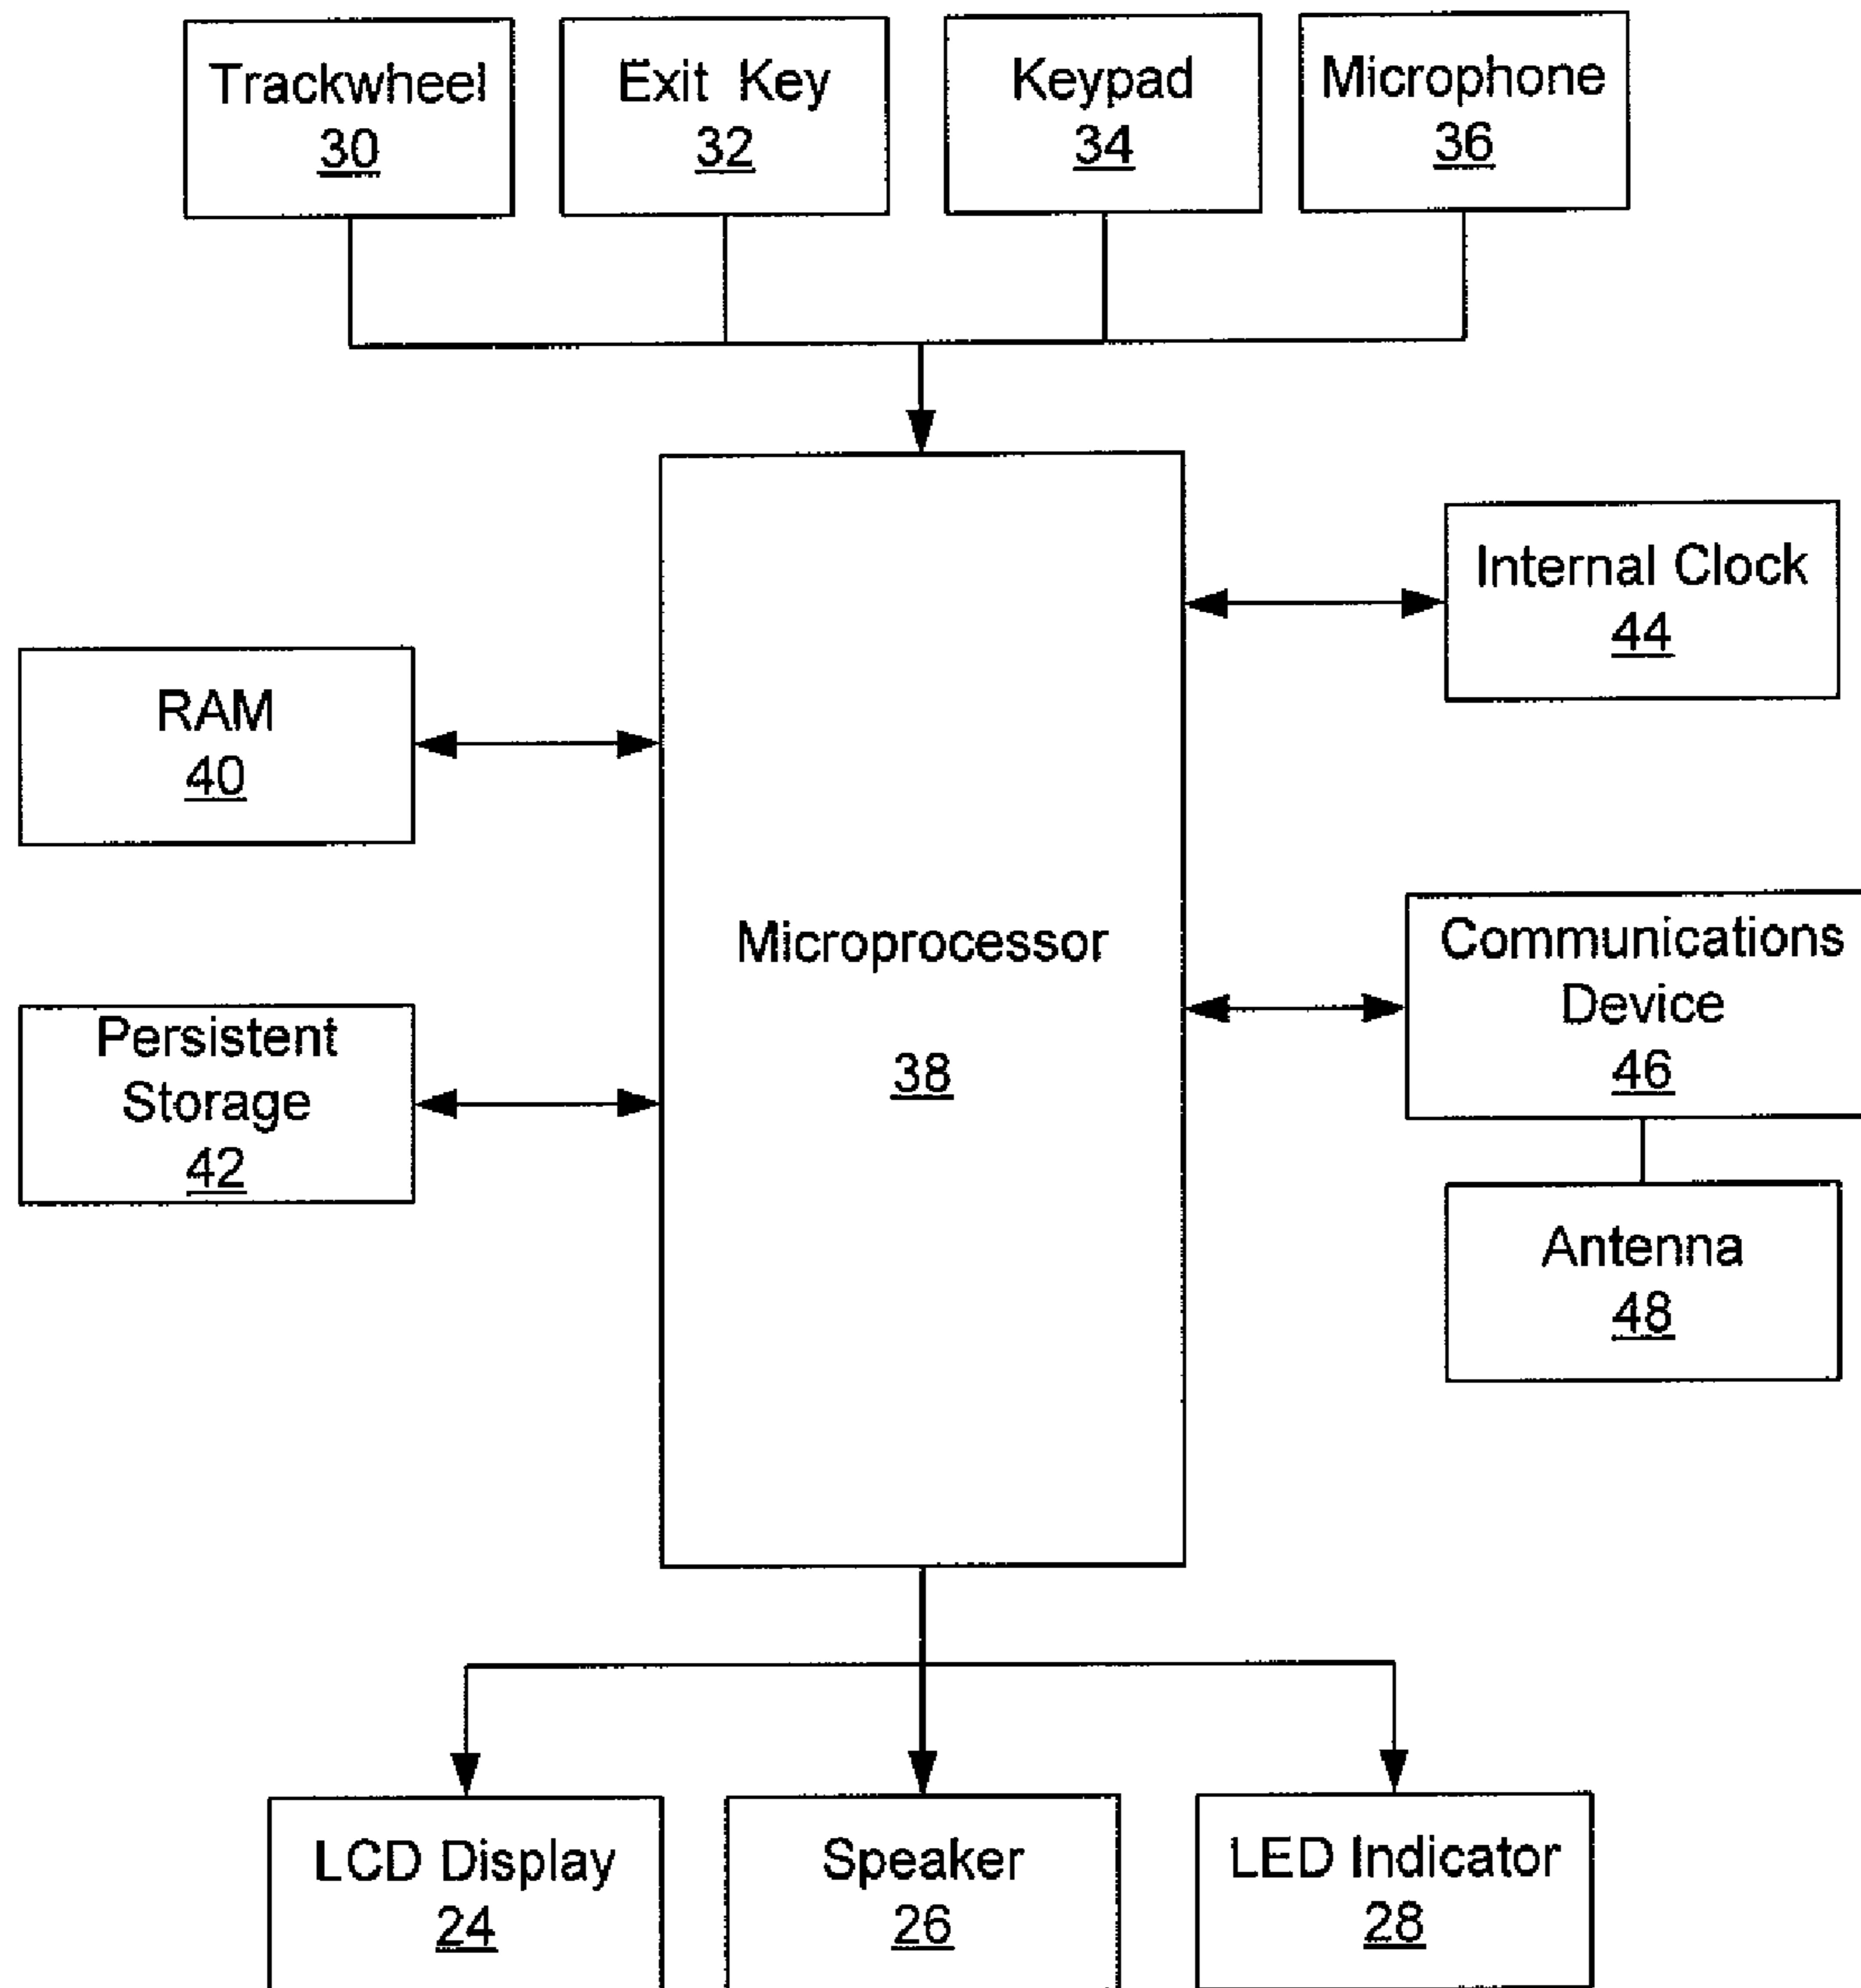 Trackwheel
30
Exit Key
32
Keypad
34
Microphone
36
Internal Clock
44
RAM
40
Microprocessor
38
Communications
Device
46
Persistent
Storage
42
Antenna
48
LCD Display
24
Speaker
26
LED Indicator
28